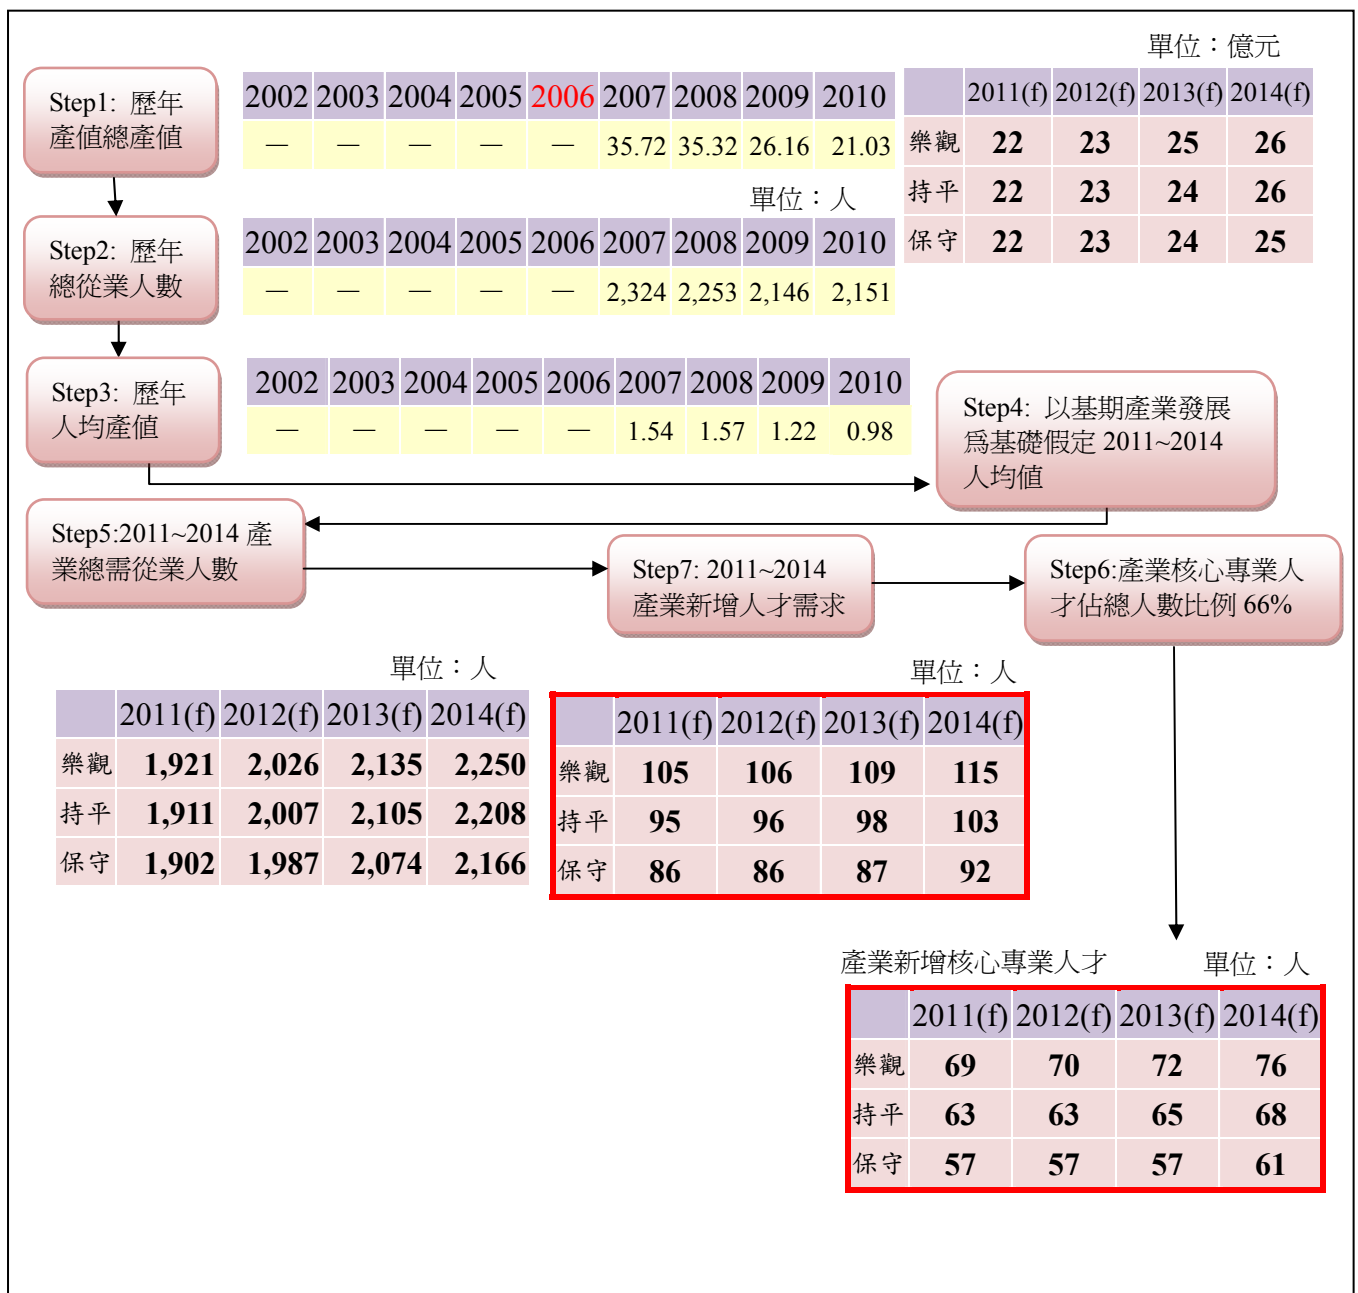 單位：億元
Step1: 歷年
產值總產值
2002 2003 2004 2005 2006 2007 2008 2009 2010
— — — — — 35.72 35.32 26.16 21.03
2011(f) 2012(f) 2013(f) 2014(f)
樂觀 22 23 25 26
持平 22 23 24 26
保守 22 23 24 25
單位：人
Step2: 歷年
總從業人數
2002 2003 2004 2005 2006 2007 2008 2009 2010
— — — — — 2,324 2,253 2,146 2,151
Step3: 歷年
人均產值
2002 2003 2004 2005 2006 2007 2008 2009 2010
— — — — — 1.54 1.57 1.22 0.98
Step4: 以基期產業發展
爲基礎假定 2011~2014
人均值
Step5:2011~2014 產
業總需從業人數
Step7: 2011~2014
產業新增人才需求
Step6:產業核心專業人
才佔總人數比例 66%
單位：人
2011(f) 2012(f) 2013(f) 2014(f)
樂觀 1,921 2,026 2,135 2,250
持平 1,911 2,007 2,105 2,208
保守 1,902 1,987 2,074 2,166
單位：人
2011(f) 2012(f) 2013(f) 2014(f)
樂觀 105 106 109 115
持平 95 96 98 103
保守 86 86 87 92
產業新增核心專業人才 單位：人
2011(f) 2012(f) 2013(f) 2014(f)
樂觀 69 70 72 76
持平 63 63 65 68
保守 57 57 57 61